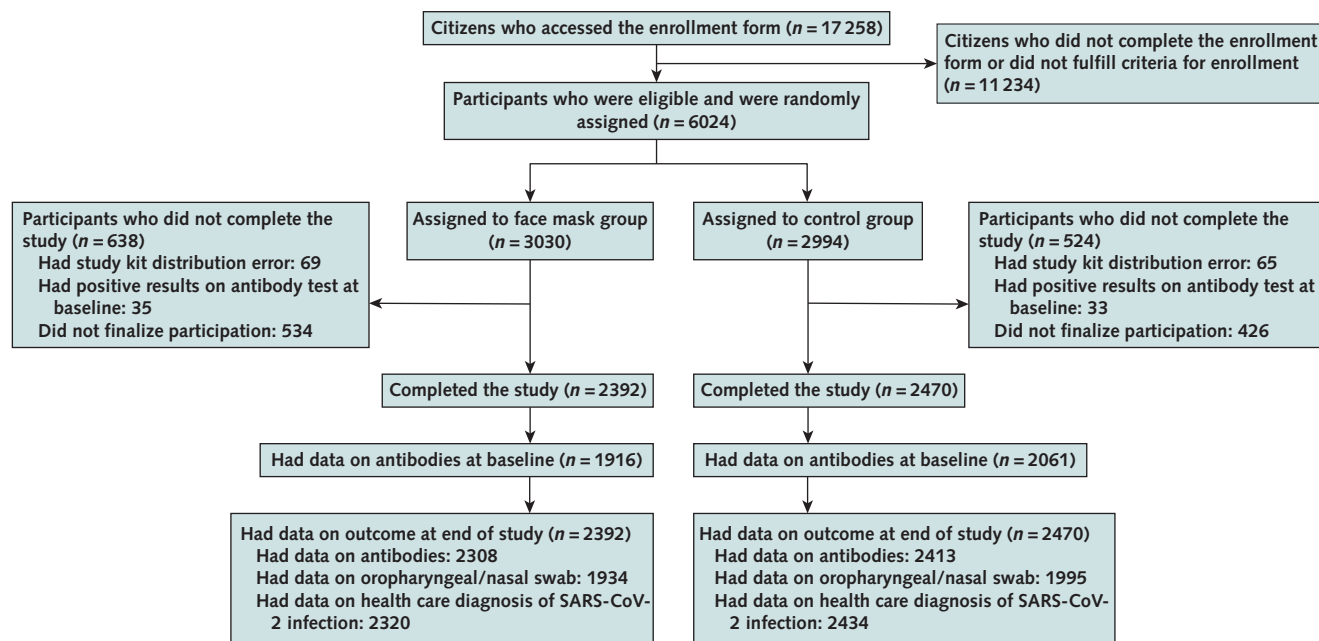 Citizens who accessed the enrollment form (n = 17 258)
Citizens who did not complete the enrollment
form or did not fulfill criteria for enrollment
(n = 11 234)
Participants who were eligible and were randomly
assigned (n = 6024)
Participants who did not complete the
study (n = 638)
Had study kit distribution error: 69
Had positive results on antibody test at
baseline: 35
Did not finalize participation: 534
Assigned to face mask group
(n = 3030)
Assigned to control group
(n = 2994)
Participants who did not complete the
study (n = 524)
Had study kit distribution error: 65
Had positive results on antibody test at
baseline: 33
Did not finalize participation: 426
Completed the study (n = 2392)
Completed the study (n = 2470)
Had data on antibodies at baseline (n = 1916)
Had data on antibodies at baseline (n = 2061)
Had data on outcome at end of study (n = 2392)
Had data on antibodies: 2308
Had data on oropharyngeal/nasal swab: 1934
Had data on health care diagnosis of SARS-CoV-
2 infection: 2320
Had data on outcome at end of study (n = 2470)
Had data on antibodies: 2413
Had data on oropharyngeal/nasal swab: 1995
Had data on health care diagnosis of SARS-CoV-
2 infection: 2434